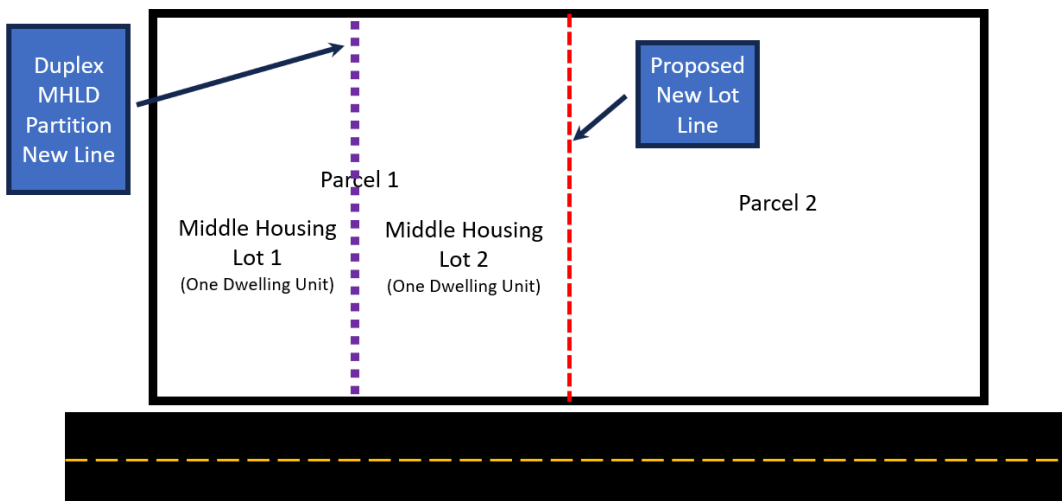 Duplex
MHLD
Partition
New Line
Proposed
New Lot
Line
Parcel 1
Parcel 2
Middle Housing
Lot 1
(One Dwelling Unit)
Middle Housing
Lot 2
(One Dwelling Unit)